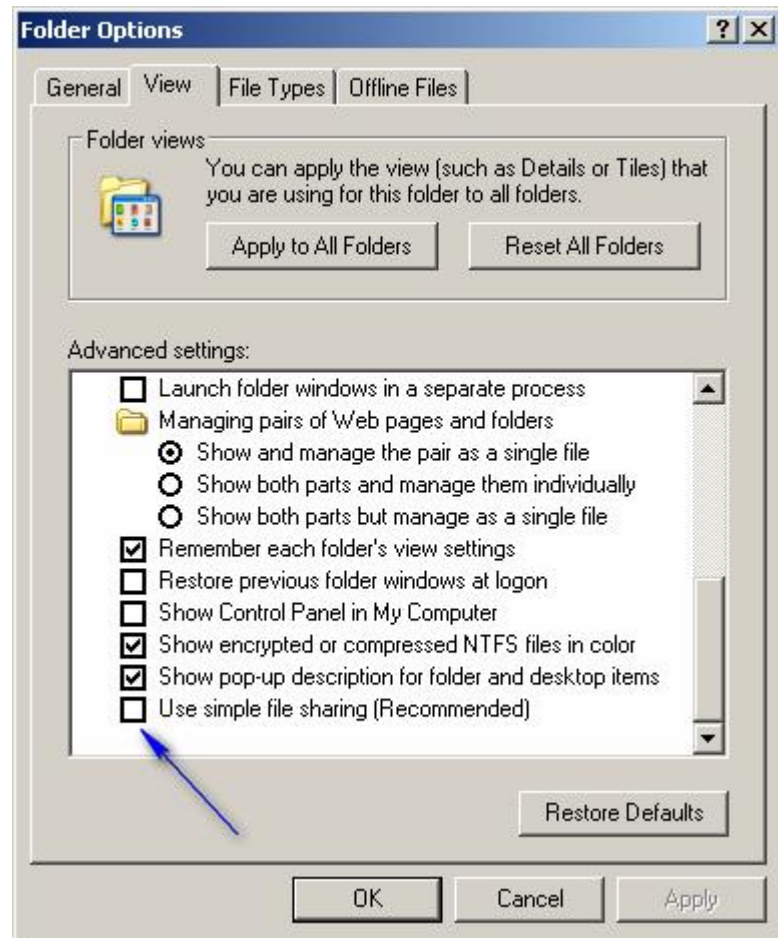 Folder Options
General View File Types Offline Files
Folder views
You can apply the view (such as Details or Tiles) that
you are using for this folder to all folders.
Apply to All Folders Reset All Folders
Advanced settings:
Launch folder windows in a separate process
Managing pairs of Web pages and folders
Show and manage the pair as a single file
Show both parts and manage them individually
Show both parts but manage as a single file
Remember each folder's view settings
Restore previous folder windows at logon
Show Control Panel in My Computer
Show encrypted or compressed NTFS files in color
Show pop-up description for folder and desktop items
Use simple file sharing (Recommended)
Restore Defaults
OK Cancel Apply